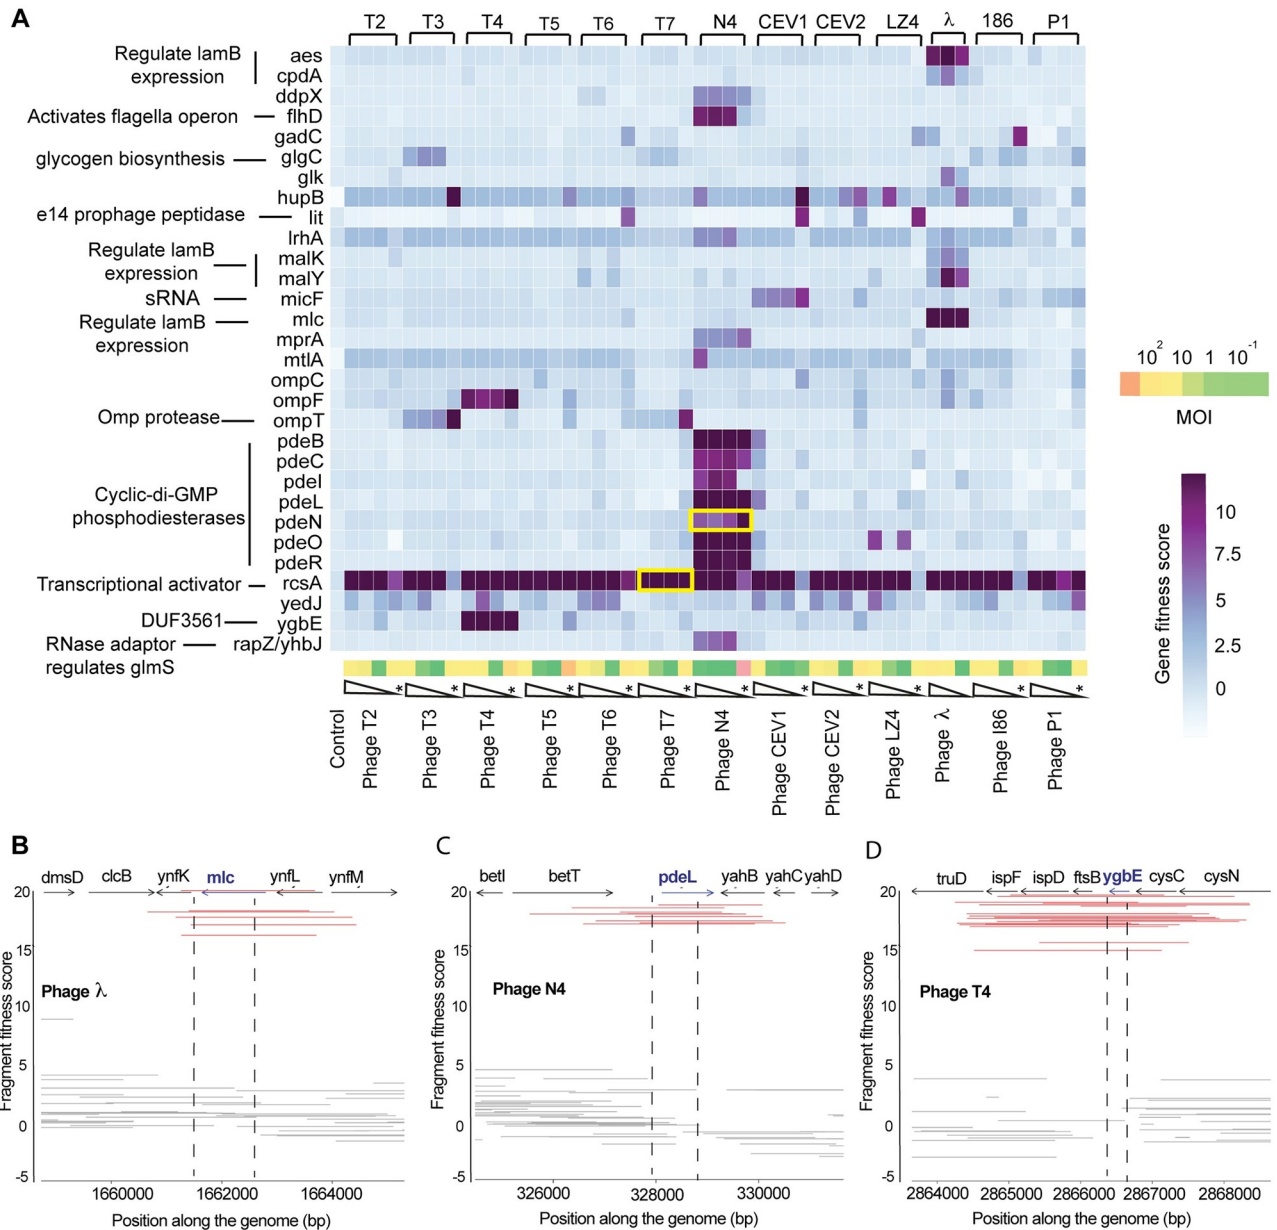 A
T2 T3 T4 T5 T6 T7 N4 CEV1 CEV2 LZ4 λ 186 P1
Regulate lamB
expression
aes
cpdA
ddpX
Activates flagella operon
flhD
gadC
glycogen biosynthesis
glgC
glk
hupB
e14 prophage peptidase
lit
lrhA
Regulate lamB
expression
malK
malY
sRNA
micF
Regulate lamB
expression
mlc
mprA
mtlA
ompC
ompF
Omp protease
ompT
pdeB
pdeC
pdeI
Cyclic-di-GMP
phosphodiesterases
pdeL
pdeN
pdeO
pdeR
Transcriptional activator
rcsA
yedJ
DUF3561
ygbE
RNase adaptor
regulates glmS
rapZ/yhbJ
10² 10 1 10⁻¹
MOI
Gene fitness score
10
7.5
5
2.5
0
* * * * * * * * * * * * *
Control
Phage T2
Phage T3
Phage T4
Phage T5
Phage T6
Phage T7
Phage N4
Phage CEV1
Phage CEV2
Phage LZ4
Phage λ
Phage I86
Phage P1
B
dmsD clcB ynfK mlc ynfL ynfM
20
15
10
5
0
-5
Fragment fitness score
Phage λ
1660000 1662000 1664000
Position along the genome (bp)
C
betI betT pdeL yahB yahC yahD
20
15
10
5
0
-5
Fragment fitness score
Phage N4
326000 328000 330000
Position along the genome (bp)
D
truD ispF ispD ftsB ygbE cysC cysN
20
15
10
5
0
-5
Fragment fitness score
Phage T4
2864000 2865000 2866000 2867000 2868000
Position along the genome (bp)